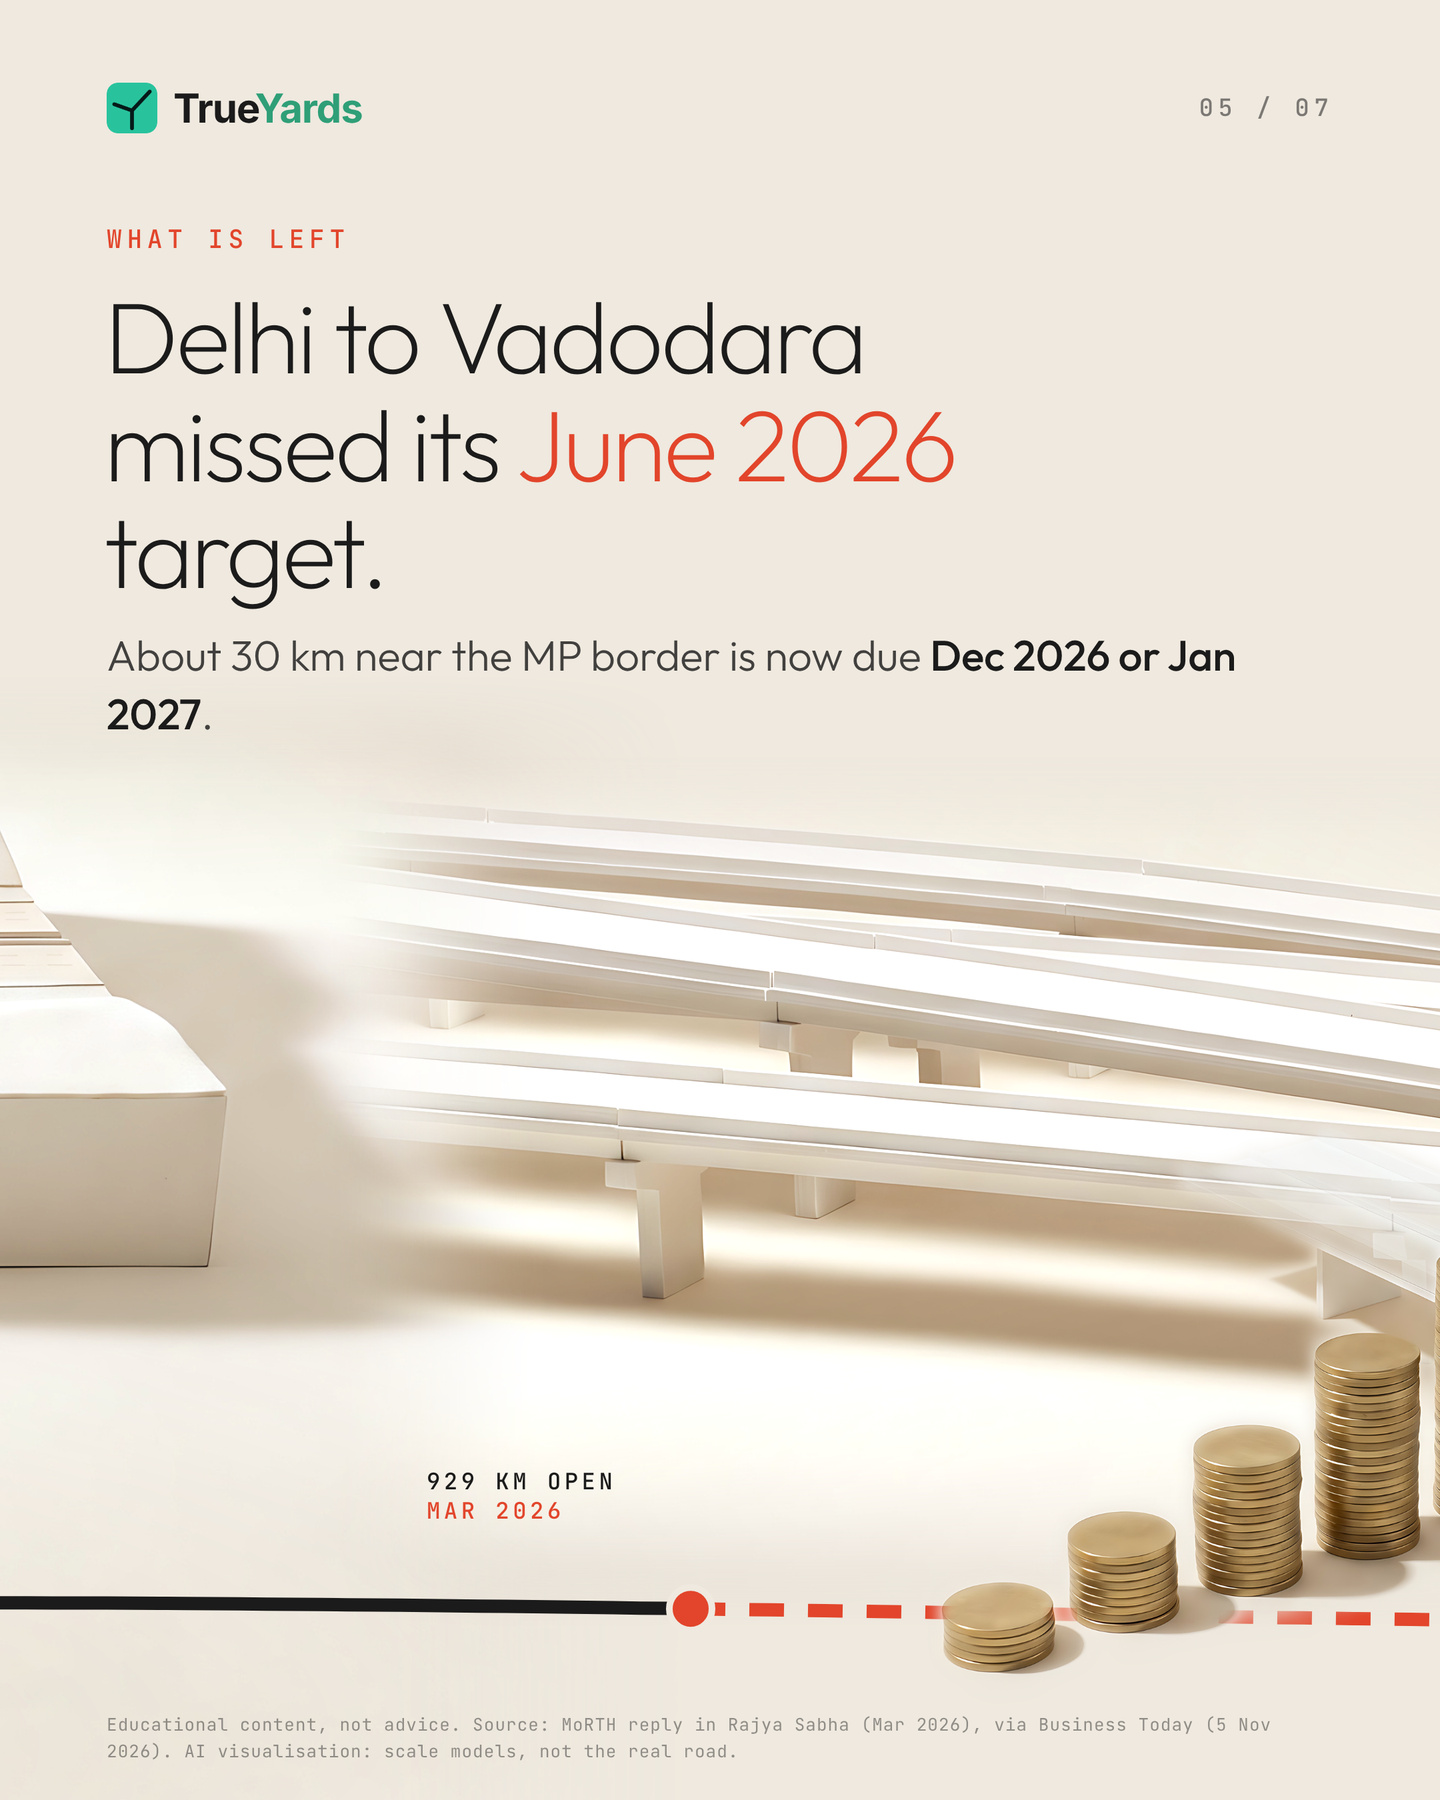 TrueYards
05 / 07
WHAT IS LEFT
Delhi to Vadodara
missed its June 2026
target.
About 30 km near the MP border is now due Dec 2026 or Jan
2027.
929 KM OPEN
MAR 2026
Educational content, not advice. Source: MoRTH reply in Rajya Sabha (Mar 2026), via Business Today (5 Nov
2026). AI visualisation: scale models, not the real road.